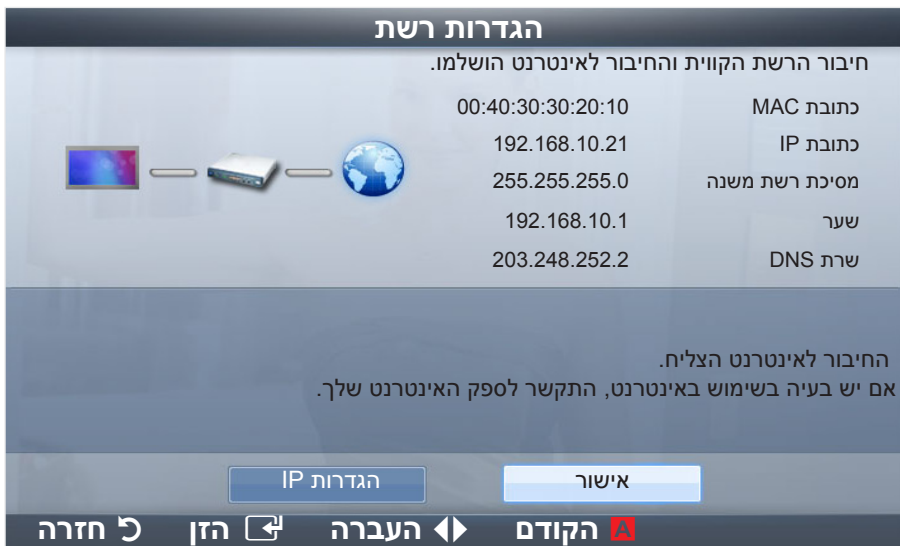 הגדרות רשת
חיבור הרשת הקווית והחיבור לאינטרנט הושלמו.
כתובת MAC 00:40:30:30:20:10
כתובת IP 192.168.10.21
מסיכת רשת משנה 255.255.255.0
שער 192.168.10.1
שרת DNS 203.248.252.2
החיבור לאינטרנט הצליח.
אם יש בעיה בשימוש באינטרנט, התקשר לספק האינטרנט שלך.
אישור הגדרות IP
A הקודם העברה הזן חזרה